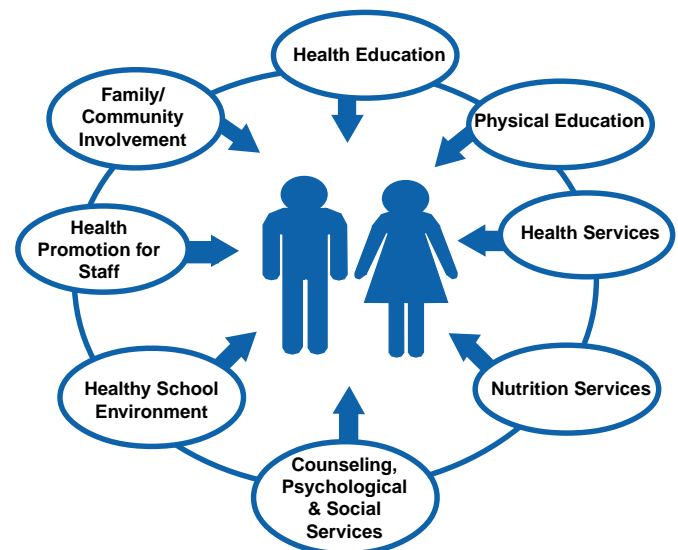 Health Education
Physical Education
Health Services
Nutrition Services
Counseling,
Psychological
& Social
Services
Healthy School
Environment
Health
Promotion for
Staff
Family/
Community
Involvement